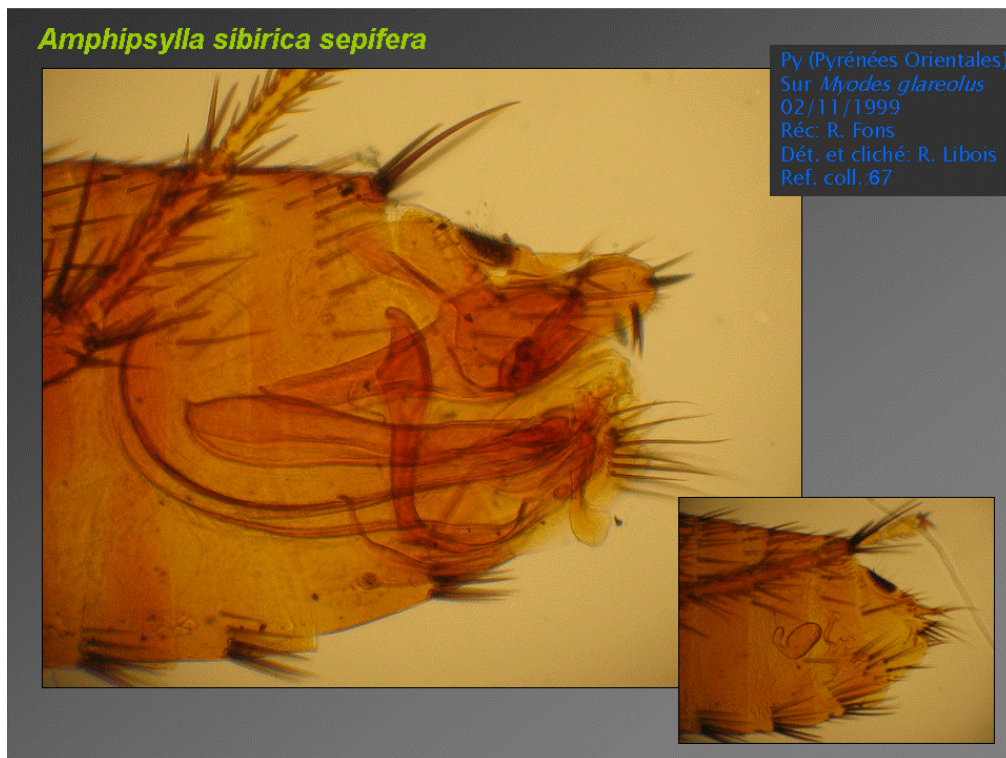 Amphipsylla sibirica sepifera
Py (Pyrénées Orientales)
Sur Myodes glareolus
02/11/1999
Réc: R. Fons
Dét. et cliché: R. Libois
Ref. coll.:67